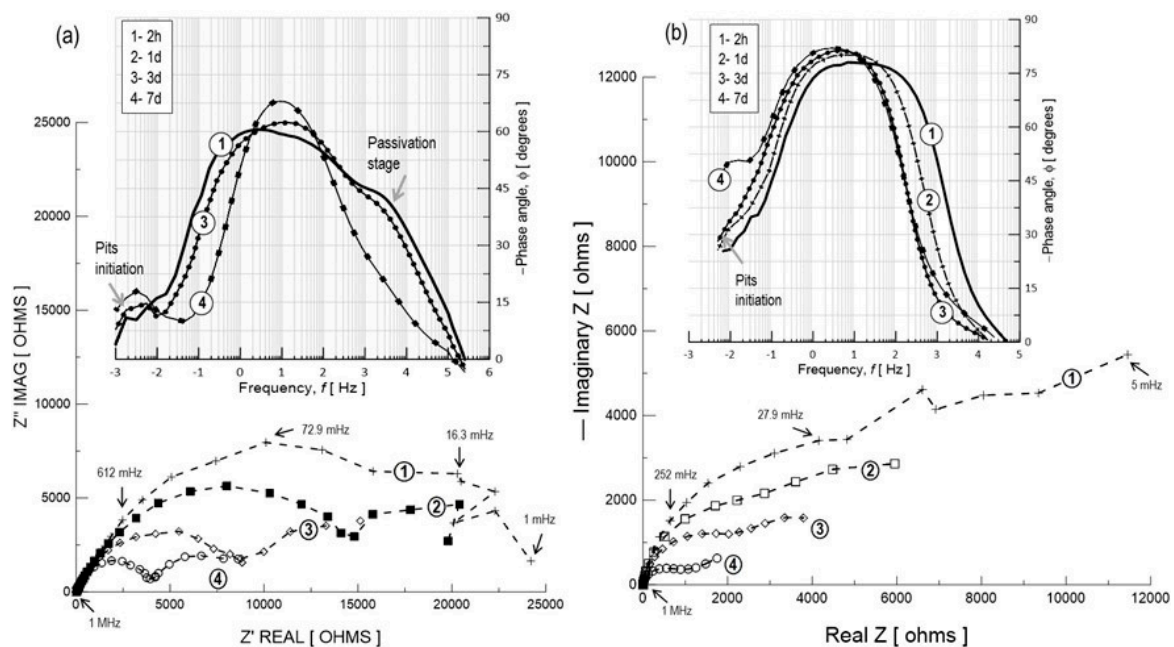 (a)
1- 2h
2- 1d
3- 3d
4- 7d
90
75
60
45
30
15
0
–Phase angle, ϕ [ degrees]
Passivation
stage
Pits
initiation
1
3
4
-3 -2 -1 0 1 2 3 4 5 6
Frequency, f [ Hz]
25000
20000
15000
10000
5000
0
Z'' IMAG [ OHMS]
612 mHz
72.9 mHz
16.3 mHz
1 mHz
1 MHz
1
2
3
4
0 5000 10000 15000 20000 25000
Z' REAL [ OHMS]
(b)
1- 2h
2- 1d
3- 3d
4- 7d
90
75
60
45
30
15
0
–Phase angle, ϕ [ degrees]
Pits
initiation
1
2
3
4
-3 -2 -1 0 1 2 3 4 5
Frequency, f [ Hz]
12000
10000
8000
6000
4000
2000
0
— Imaginary Z [ ohms]
252 mHz
27.9 mHz
5 mHz
1 MHz
1
2
3
4
0 2000 4000 6000 8000 10000 12000
Real Z [ ohms]